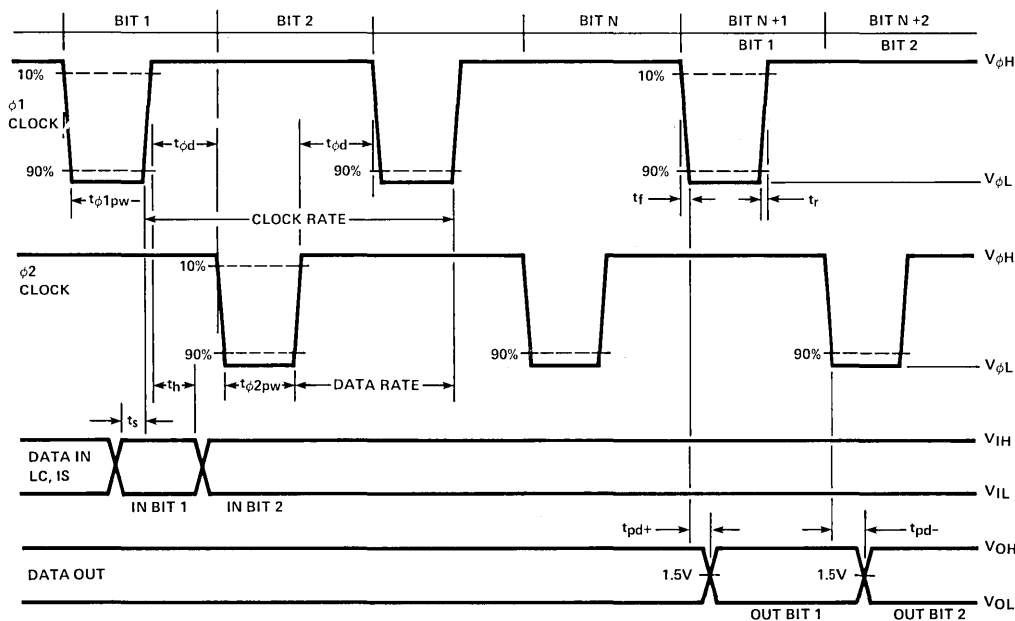 BIT 1 BIT 2 BIT N BIT N +1 BIT N+2
BIT 1 BIT 2
VϕH
10% 10%
ϕ1
CLOCK
tϕd tϕd
90% 90% 90%
VϕL
tϕ1pw tf tr
CLOCK RATE
VϕH
ϕ2
CLOCK
10%
90% 90% 90%
VϕL
th tϕ2pw DATA RATE
ts
VIH
DATA IN
LC, IS
VIL
IN BIT 1 IN BIT 2
tpd+ tpd–
VOH
DATA OUT 1.5V 1.5V
VOL
OUT BIT 1 OUT BIT 2